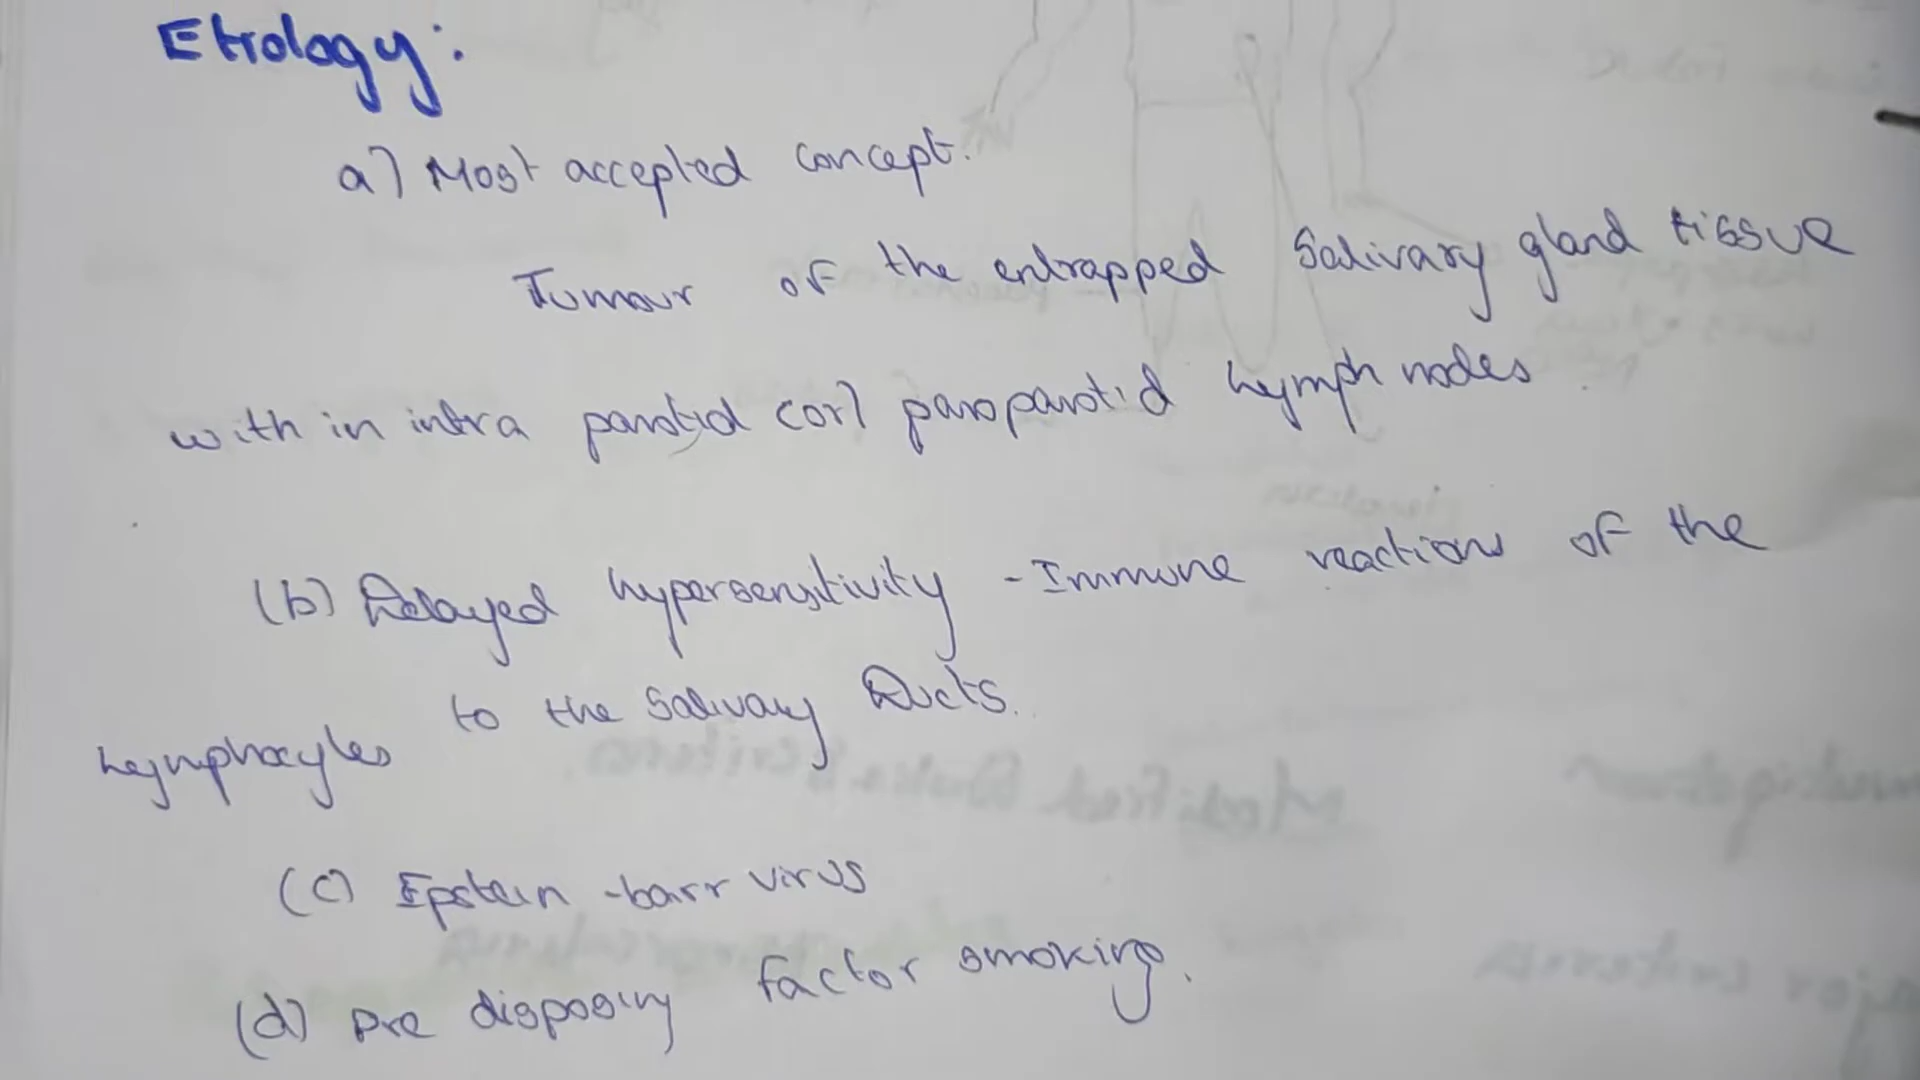 Etiology:
a) Most accepted concept.
Tumour of the entrapped Salivary gland tissue
with in intra parotid (or) paraparotid lymph nodes.
(b) Delayed hypersensitivity - Immune reactions of the
Lymphocytes to the Salivary Ducts.
(c) Epstein -barr virus
(d) Pre disposing factor smoking.